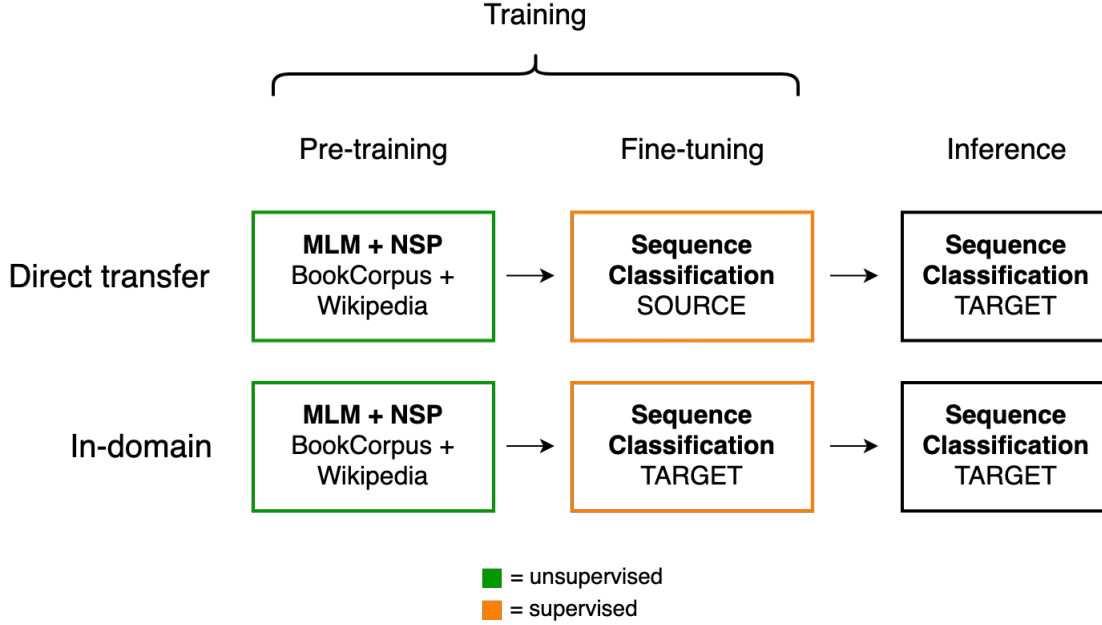 Training
Pre-training
Fine-tuning
Inference
Direct transfer
MLM + NSP
BookCorpus +
Wikipedia
Sequence
Classification
SOURCE
Sequence
Classification
TARGET
In-domain
MLM + NSP
BookCorpus +
Wikipedia
Sequence
Classification
TARGET
Sequence
Classification
TARGET
= unsupervised
= supervised